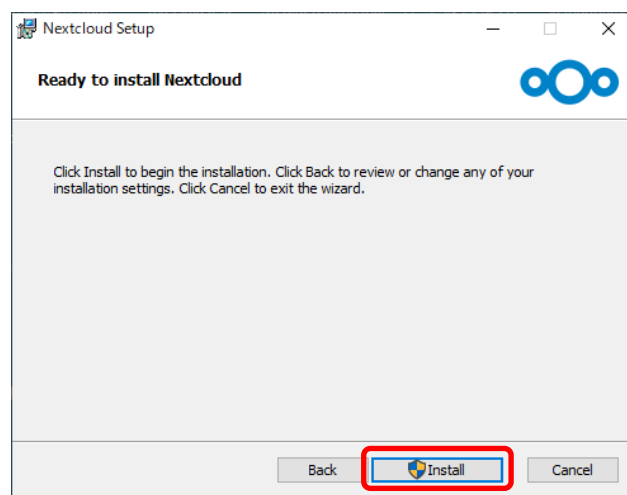 Nextcloud Setup
Ready to install Nextcloud
Click Install to begin the installation. Click Back to review or change any of your
installation settings. Click Cancel to exit the wizard.
Back Install Cancel